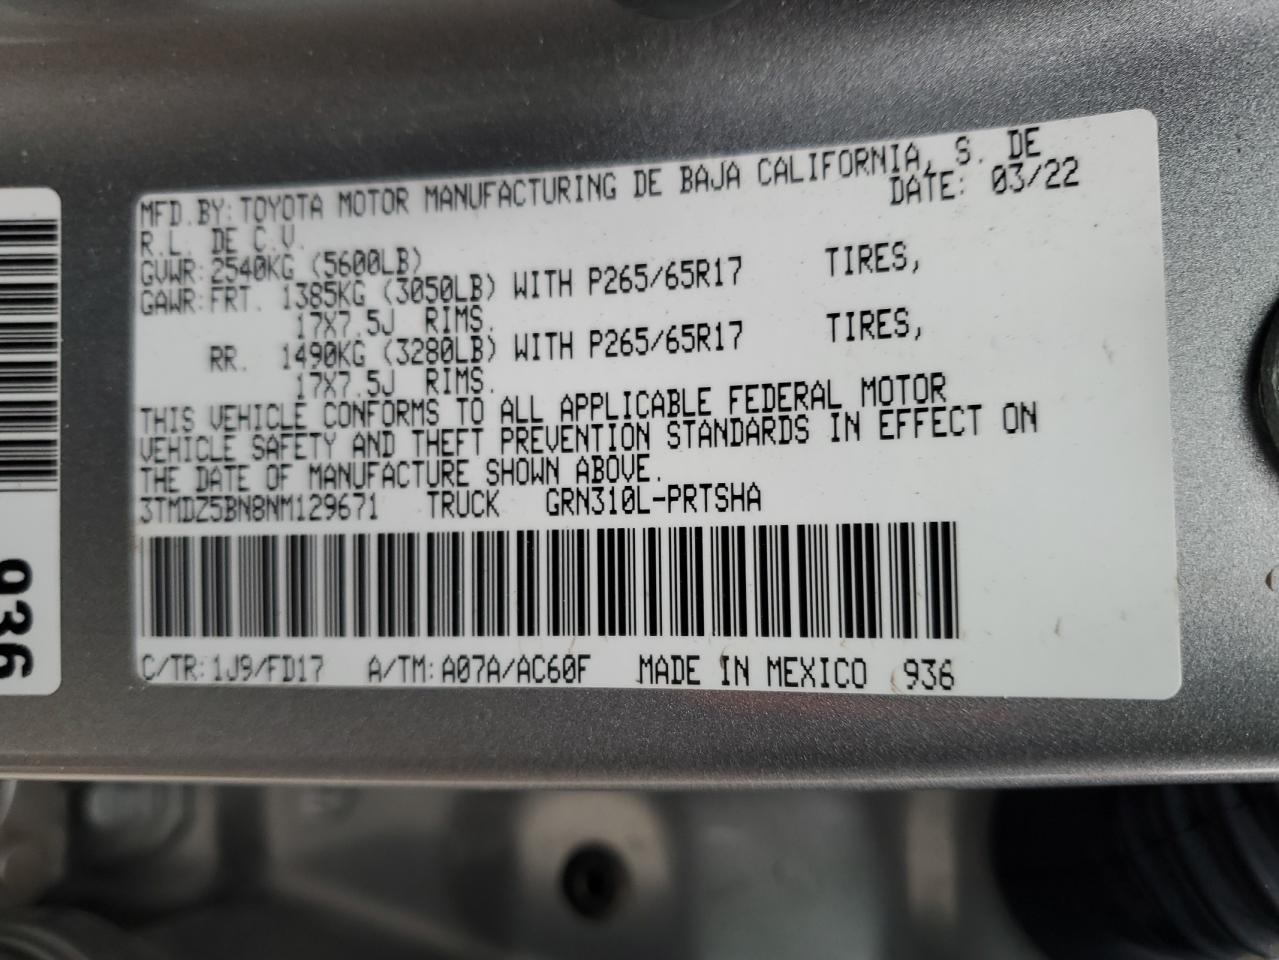 MFD. BY: TOYOTA MOTOR MANUFACTURING DE BAJA CALIFORNIA, S. DE
R.L. DE C.V. DATE: 03/22
GVWR: 2540KG (5600LB)
GAWR: FRT. 1385KG (3050LB) WITH P265/65R17 TIRES,
17X7.5J RIMS.
RR. 1490KG (3280LB) WITH P265/65R17 TIRES,
17X7.5J RIMS.
THIS VEHICLE CONFORMS TO ALL APPLICABLE FEDERAL MOTOR
VEHICLE SAFETY AND THEFT PREVENTION STANDARDS IN EFFECT ON
THE DATE OF MANUFACTURE SHOWN ABOVE.
3TMDZ5BN8NM129671 TRUCK GRN310L-PRTSHA
C/TR: 1J9/FD17 A/TM: A07A/AC60F MADE IN MEXICO 936
936